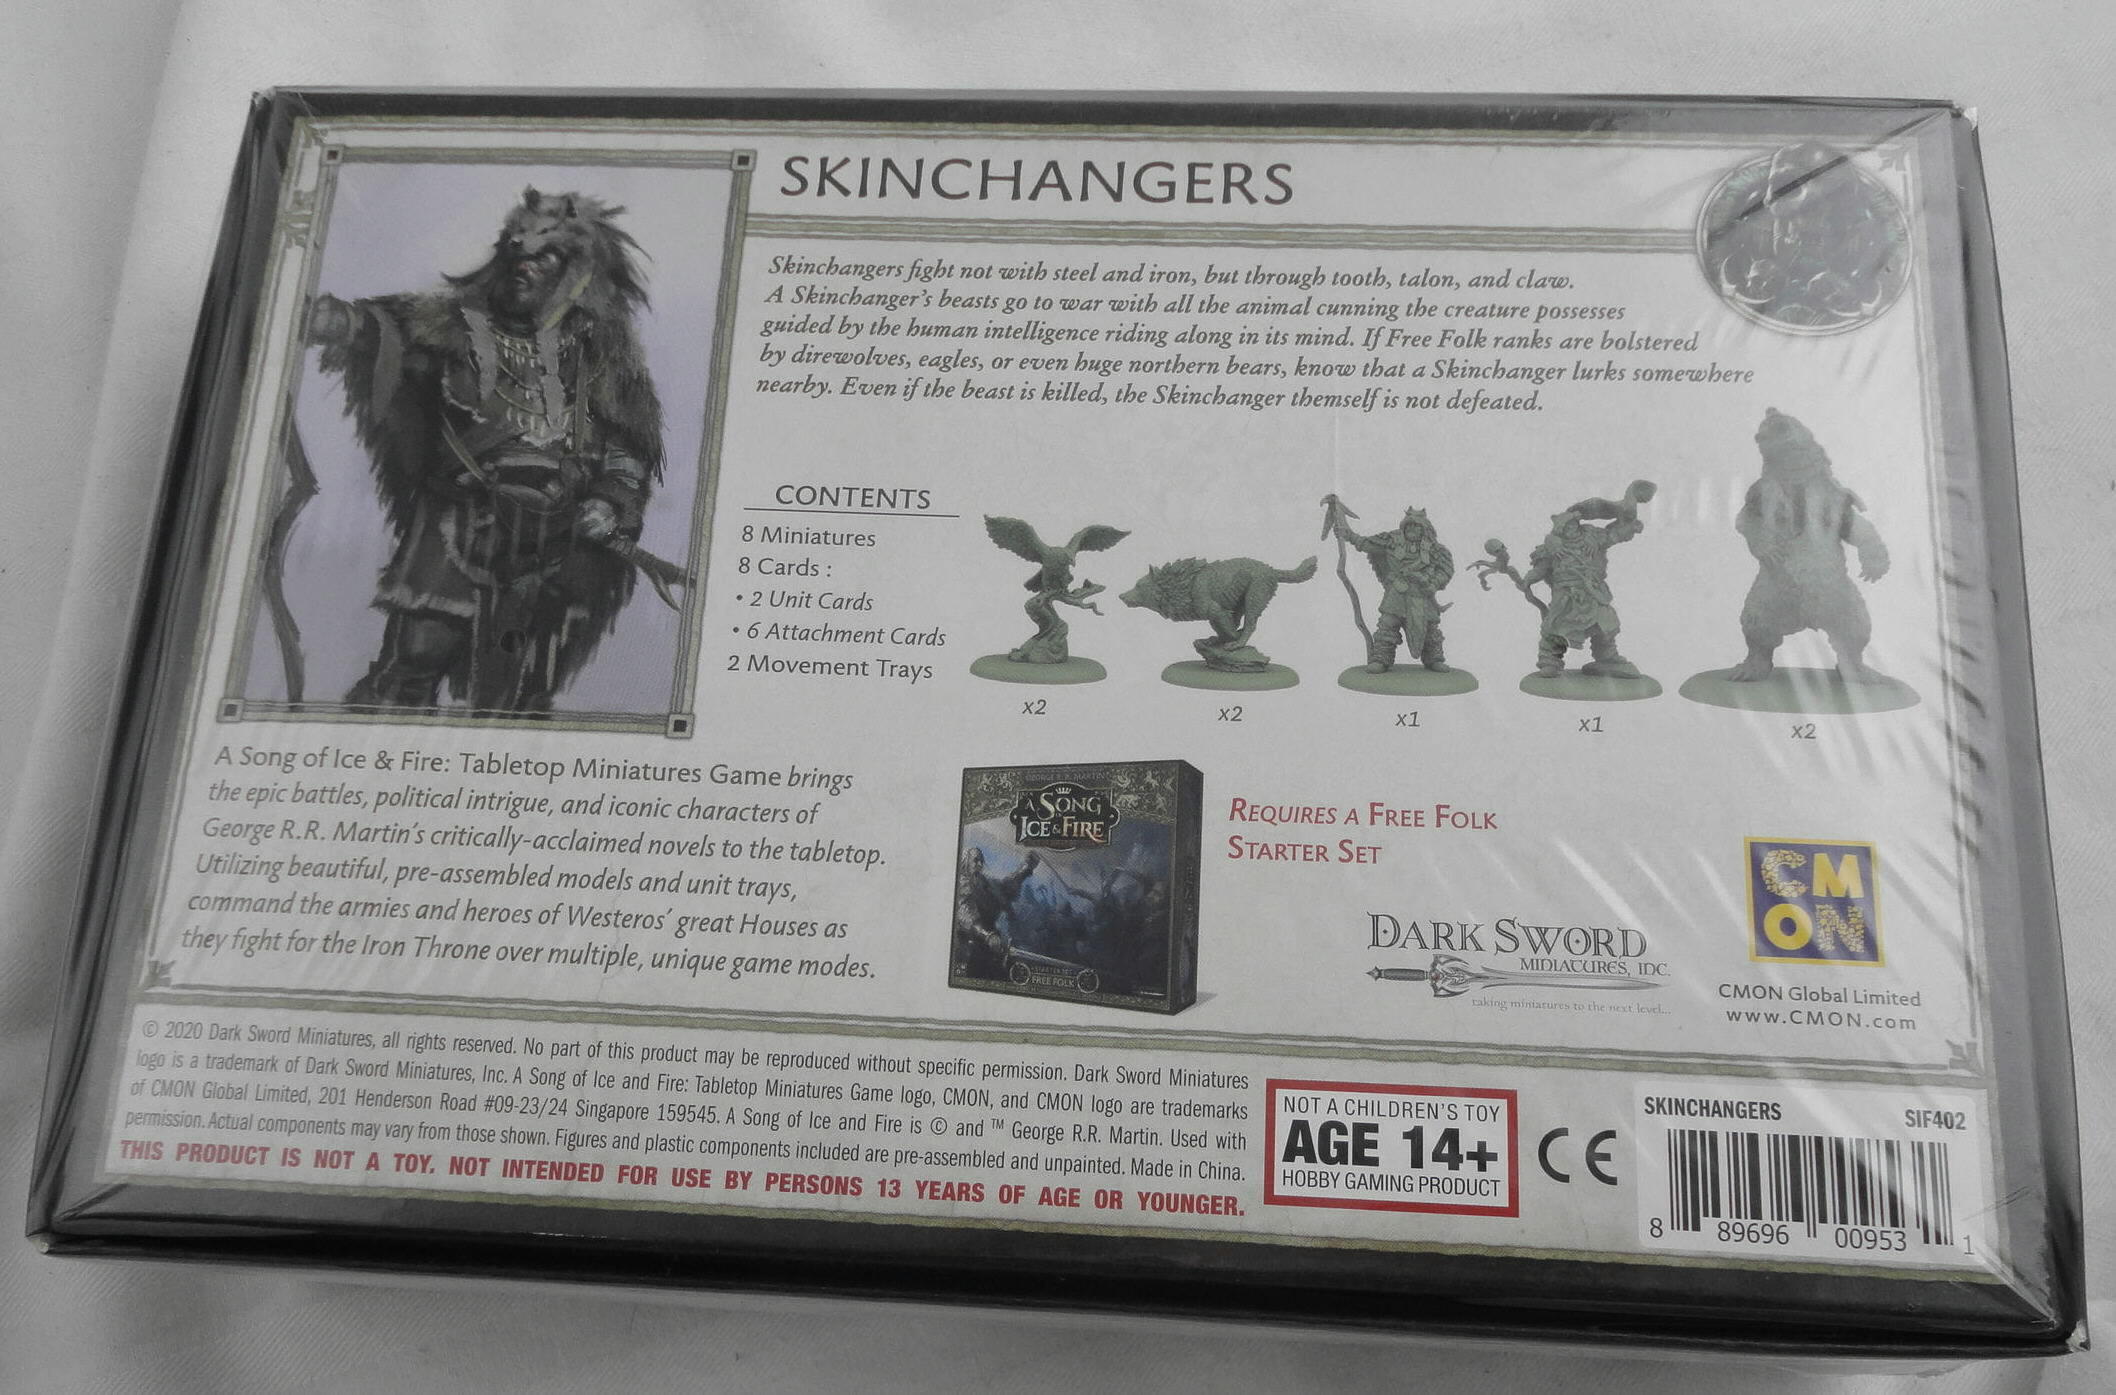 SKINCHANGERS
Skinchangers fight not with steel and iron, but through tooth, talon, and claw.
A Skinchanger's beasts go to war with all the animal cunning the creature possesses
guided by the human intelligence riding along in its mind. If Free Folk ranks are bolstered
by direwolves, eagles, or even huge northern bears, know that a Skinchanger lurks somewhere
nearby. Even if the beast is killed, the Skinchanger themself is not defeated.
CONTENTS
8 Miniatures
8 Cards :
• 2 Unit Cards
• 6 Attachment Cards
2 Movement Trays
x2
x2
x1
x1
x2
A Song of Ice & Fire: Tabletop Miniatures Game brings
the epic battles, political intrigue, and iconic characters of
George R.R. Martin's critically-acclaimed novels to the tabletop.
Utilizing beautiful, pre-assembled models and unit trays,
command the armies and heroes of Westeros' great Houses as
they fight for the Iron Throne over multiple, unique game modes.
GEORGE R. R. MARTIN'S
A SONG
OF
ICE & FIRE
STARTER SET
FREE FOLK
REQUIRES A FREE FOLK
STARTER SET
DARK SWORD
MINIATURES, INC.
taking miniatures to the next level...
CM
ON
CMON Global Limited
www.CMON.com
© 2020 Dark Sword Miniatures, all rights reserved. No part of this product may be reproduced without specific permission. Dark Sword Miniatures
logo is a trademark of Dark Sword Miniatures, Inc. A Song of Ice and Fire: Tabletop Miniatures Game logo, CMON, and CMON logo are trademarks
of CMON Global Limited, 201 Henderson Road #09-23/24 Singapore 159545. A Song of Ice and Fire is © and ™ George R.R. Martin. Used with
permission. Actual components may vary from those shown. Figures and plastic components included are pre-assembled and unpainted. Made in China.
THIS PRODUCT IS NOT A TOY. NOT INTENDED FOR USE BY PERSONS 13 YEARS OF AGE OR YOUNGER.
NOT A CHILDREN'S TOY
AGE 14+
HOBBY GAMING PRODUCT
CE
SKINCHANGERS SIF402
8 89696 00953 1